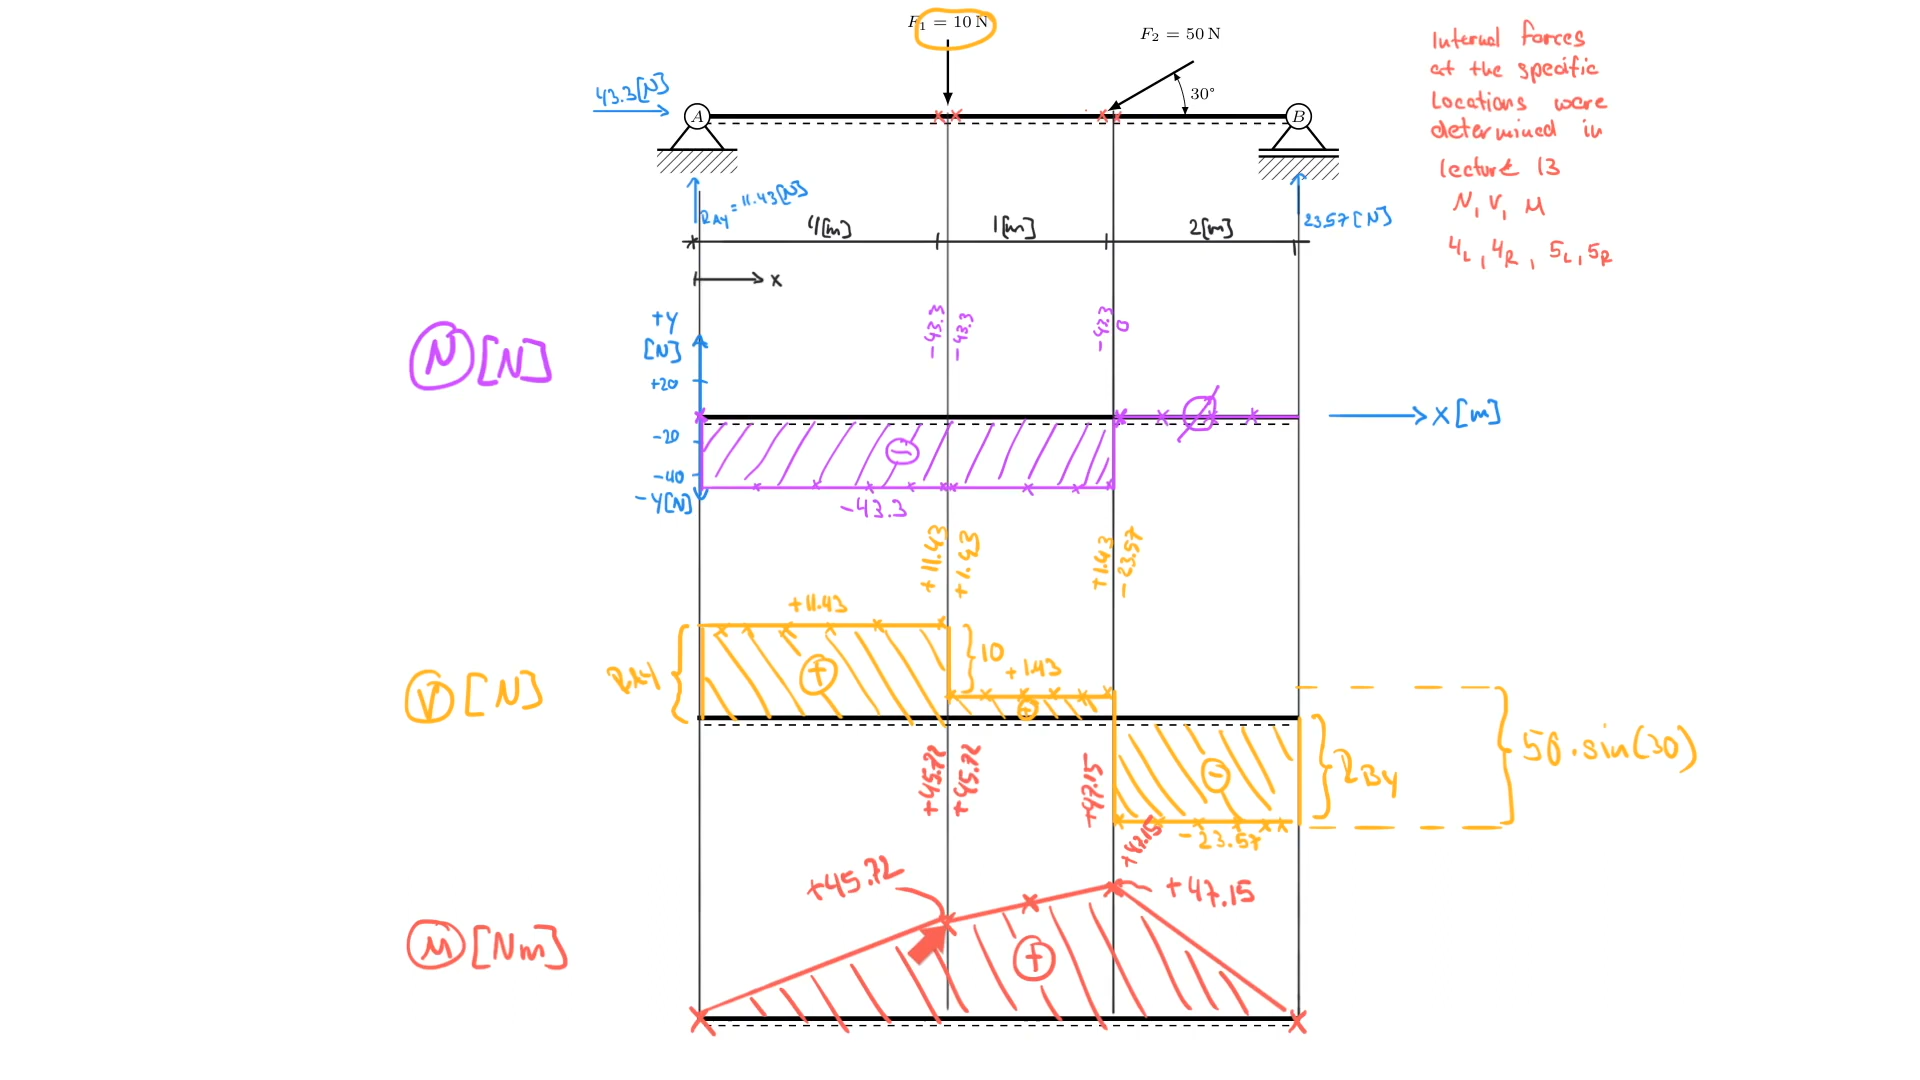 F₁ = 10 N
F₂ = 50 N
30°
43.3[N]
A
B
Internal forces
at the specific
locations were
determined in
lecture 13
N, V, M
4L, 4R, 5L, 5R
RAy = 11.43[N]
23.57[N]
4[m]
1[m]
2[m]
x
N [N]
+Y
[N]
+20
-20
-40
-Y[N]
-43.3
-43.3
-43.3
0
Ø
x[m]
-
-43.3
+11.43
+1.43
+1.43
-23.57
V [N]
RAy
+11.43
+
10
+1.43
+
-
-23.57
RBy
50·sin(30)
+45.72
+45.72
+47.15
+47.15
M [Nm]
+45.72
+47.15
+